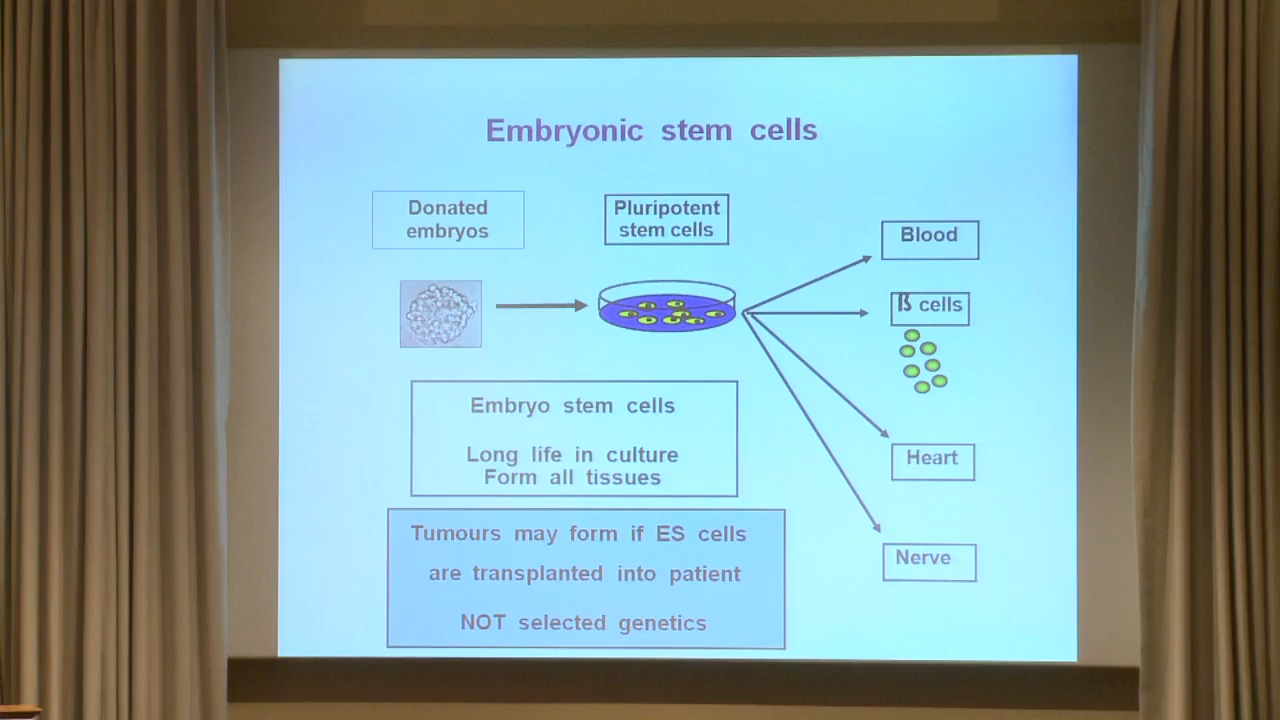 Embryonic stem cells
Donated
embryos
Pluripotent
stem cells
Blood
ß cells
Heart
Nerve
Embryo stem cells
Long life in culture
Form all tissues
Tumours may form if ES cells
are transplanted into patient
NOT selected genetics